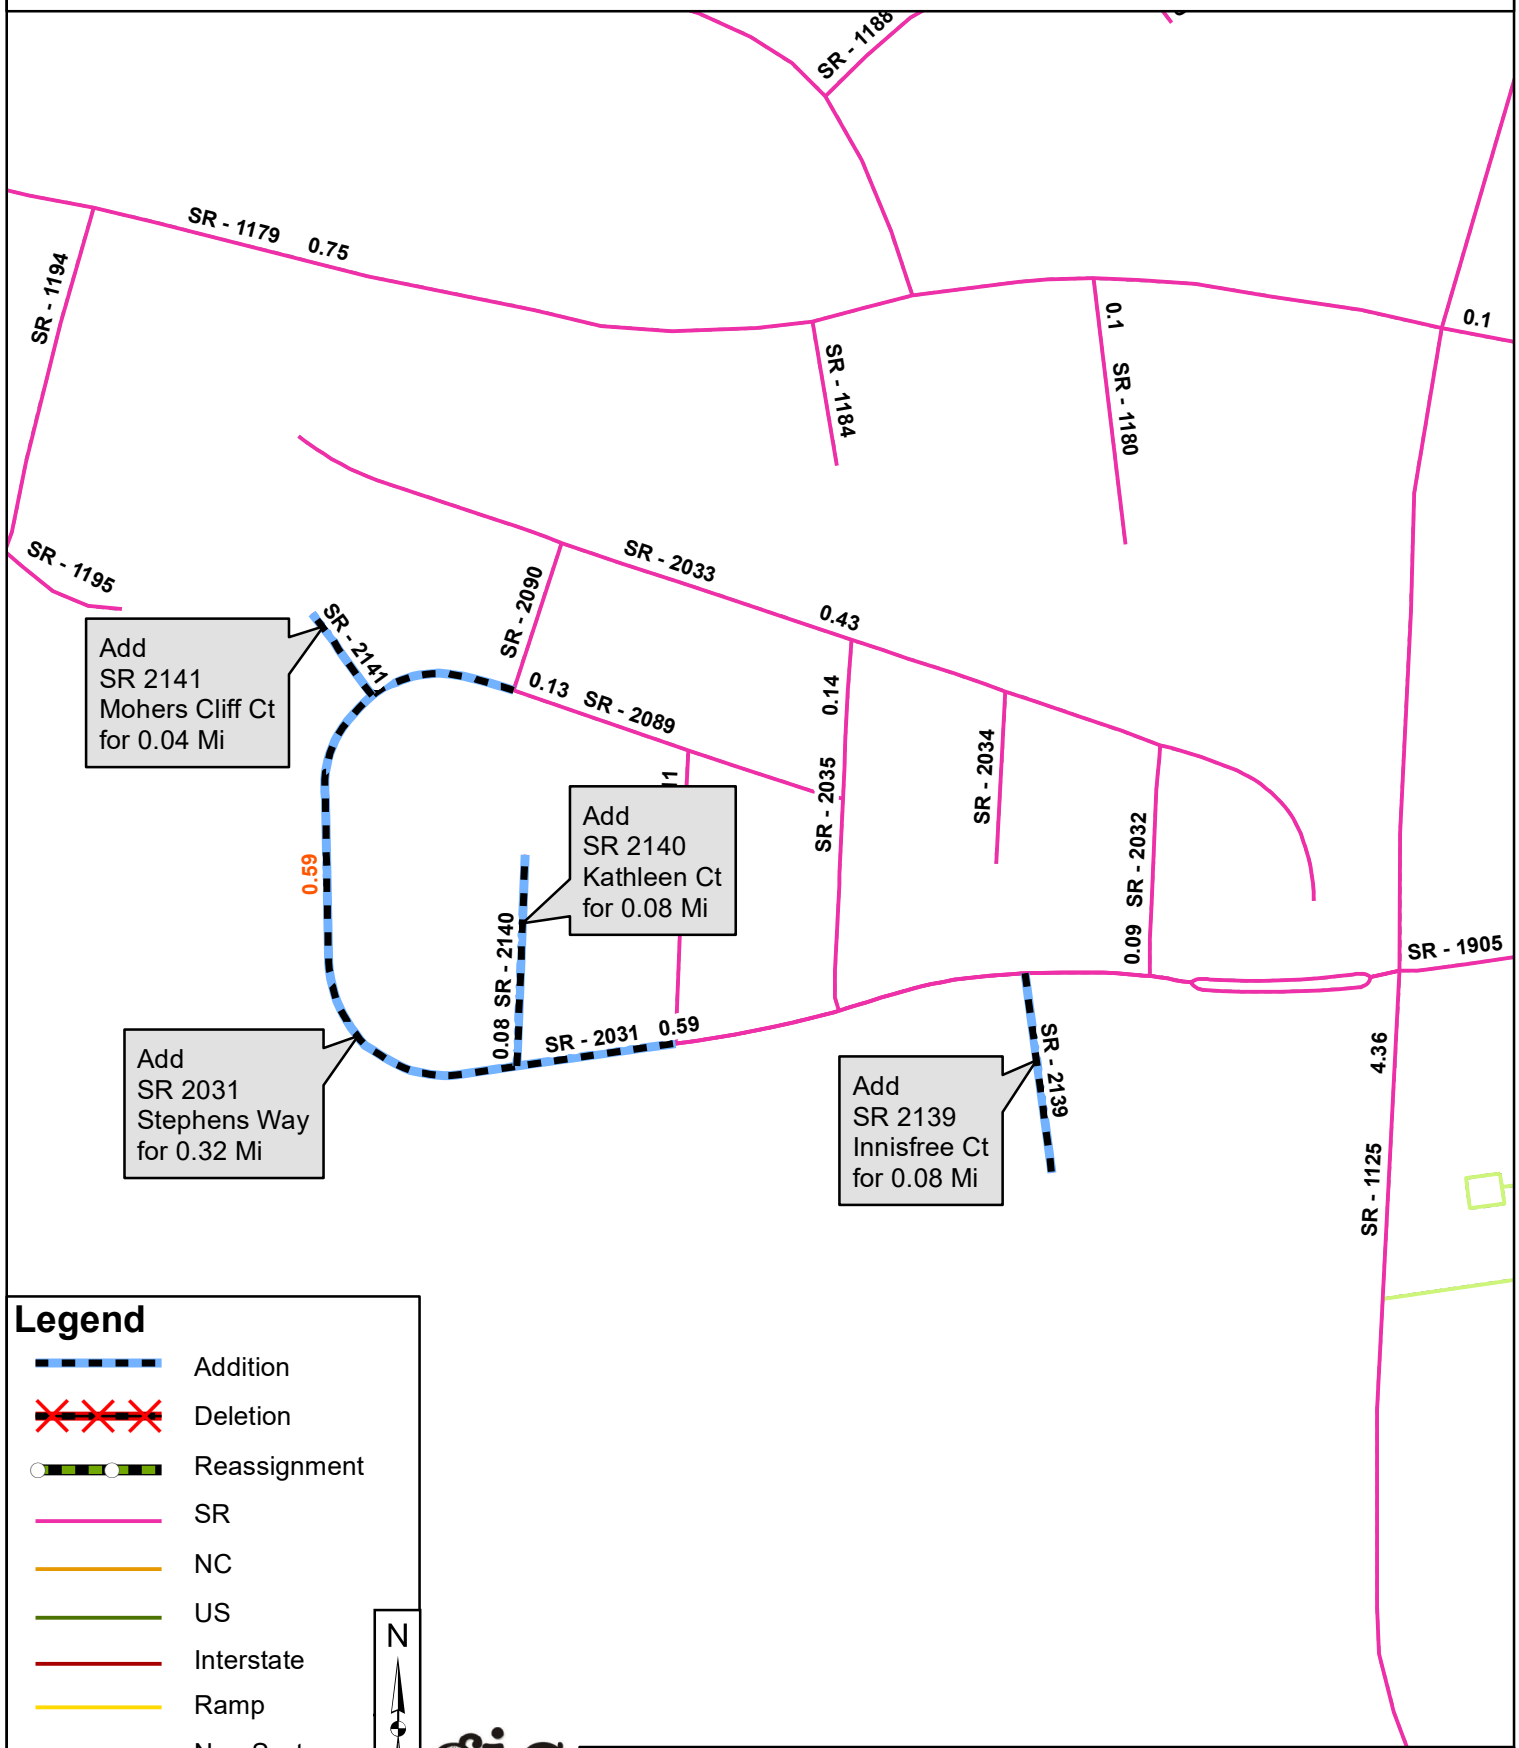 SR - 1188
SR - 1179 0.75
SR - 1194
0.1
0.1 SR - 1180
SR - 1184
SR - 1195
SR - 2033
0.43
SR - 2090
SR - 2141
Add
SR 2141
Mohers Cliff Ct
for 0.04 Mi
0.13 SR - 2089
0.14
SR - 2035
SR - 2034
0.09 SR - 2032
11
Add
SR 2140
Kathleen Ct
for 0.08 Mi
0.59
0.08 SR - 2140
SR - 2031 0.59
SR - 1905
Add
SR 2031
Stephens Way
for 0.32 Mi
Add
SR 2139
Innisfree Ct
for 0.08 Mi
SR - 2139
4.36
SR - 1125
Legend
Addition
Deletion
Reassignment
SR
NC
US
Interstate
Ramp
N